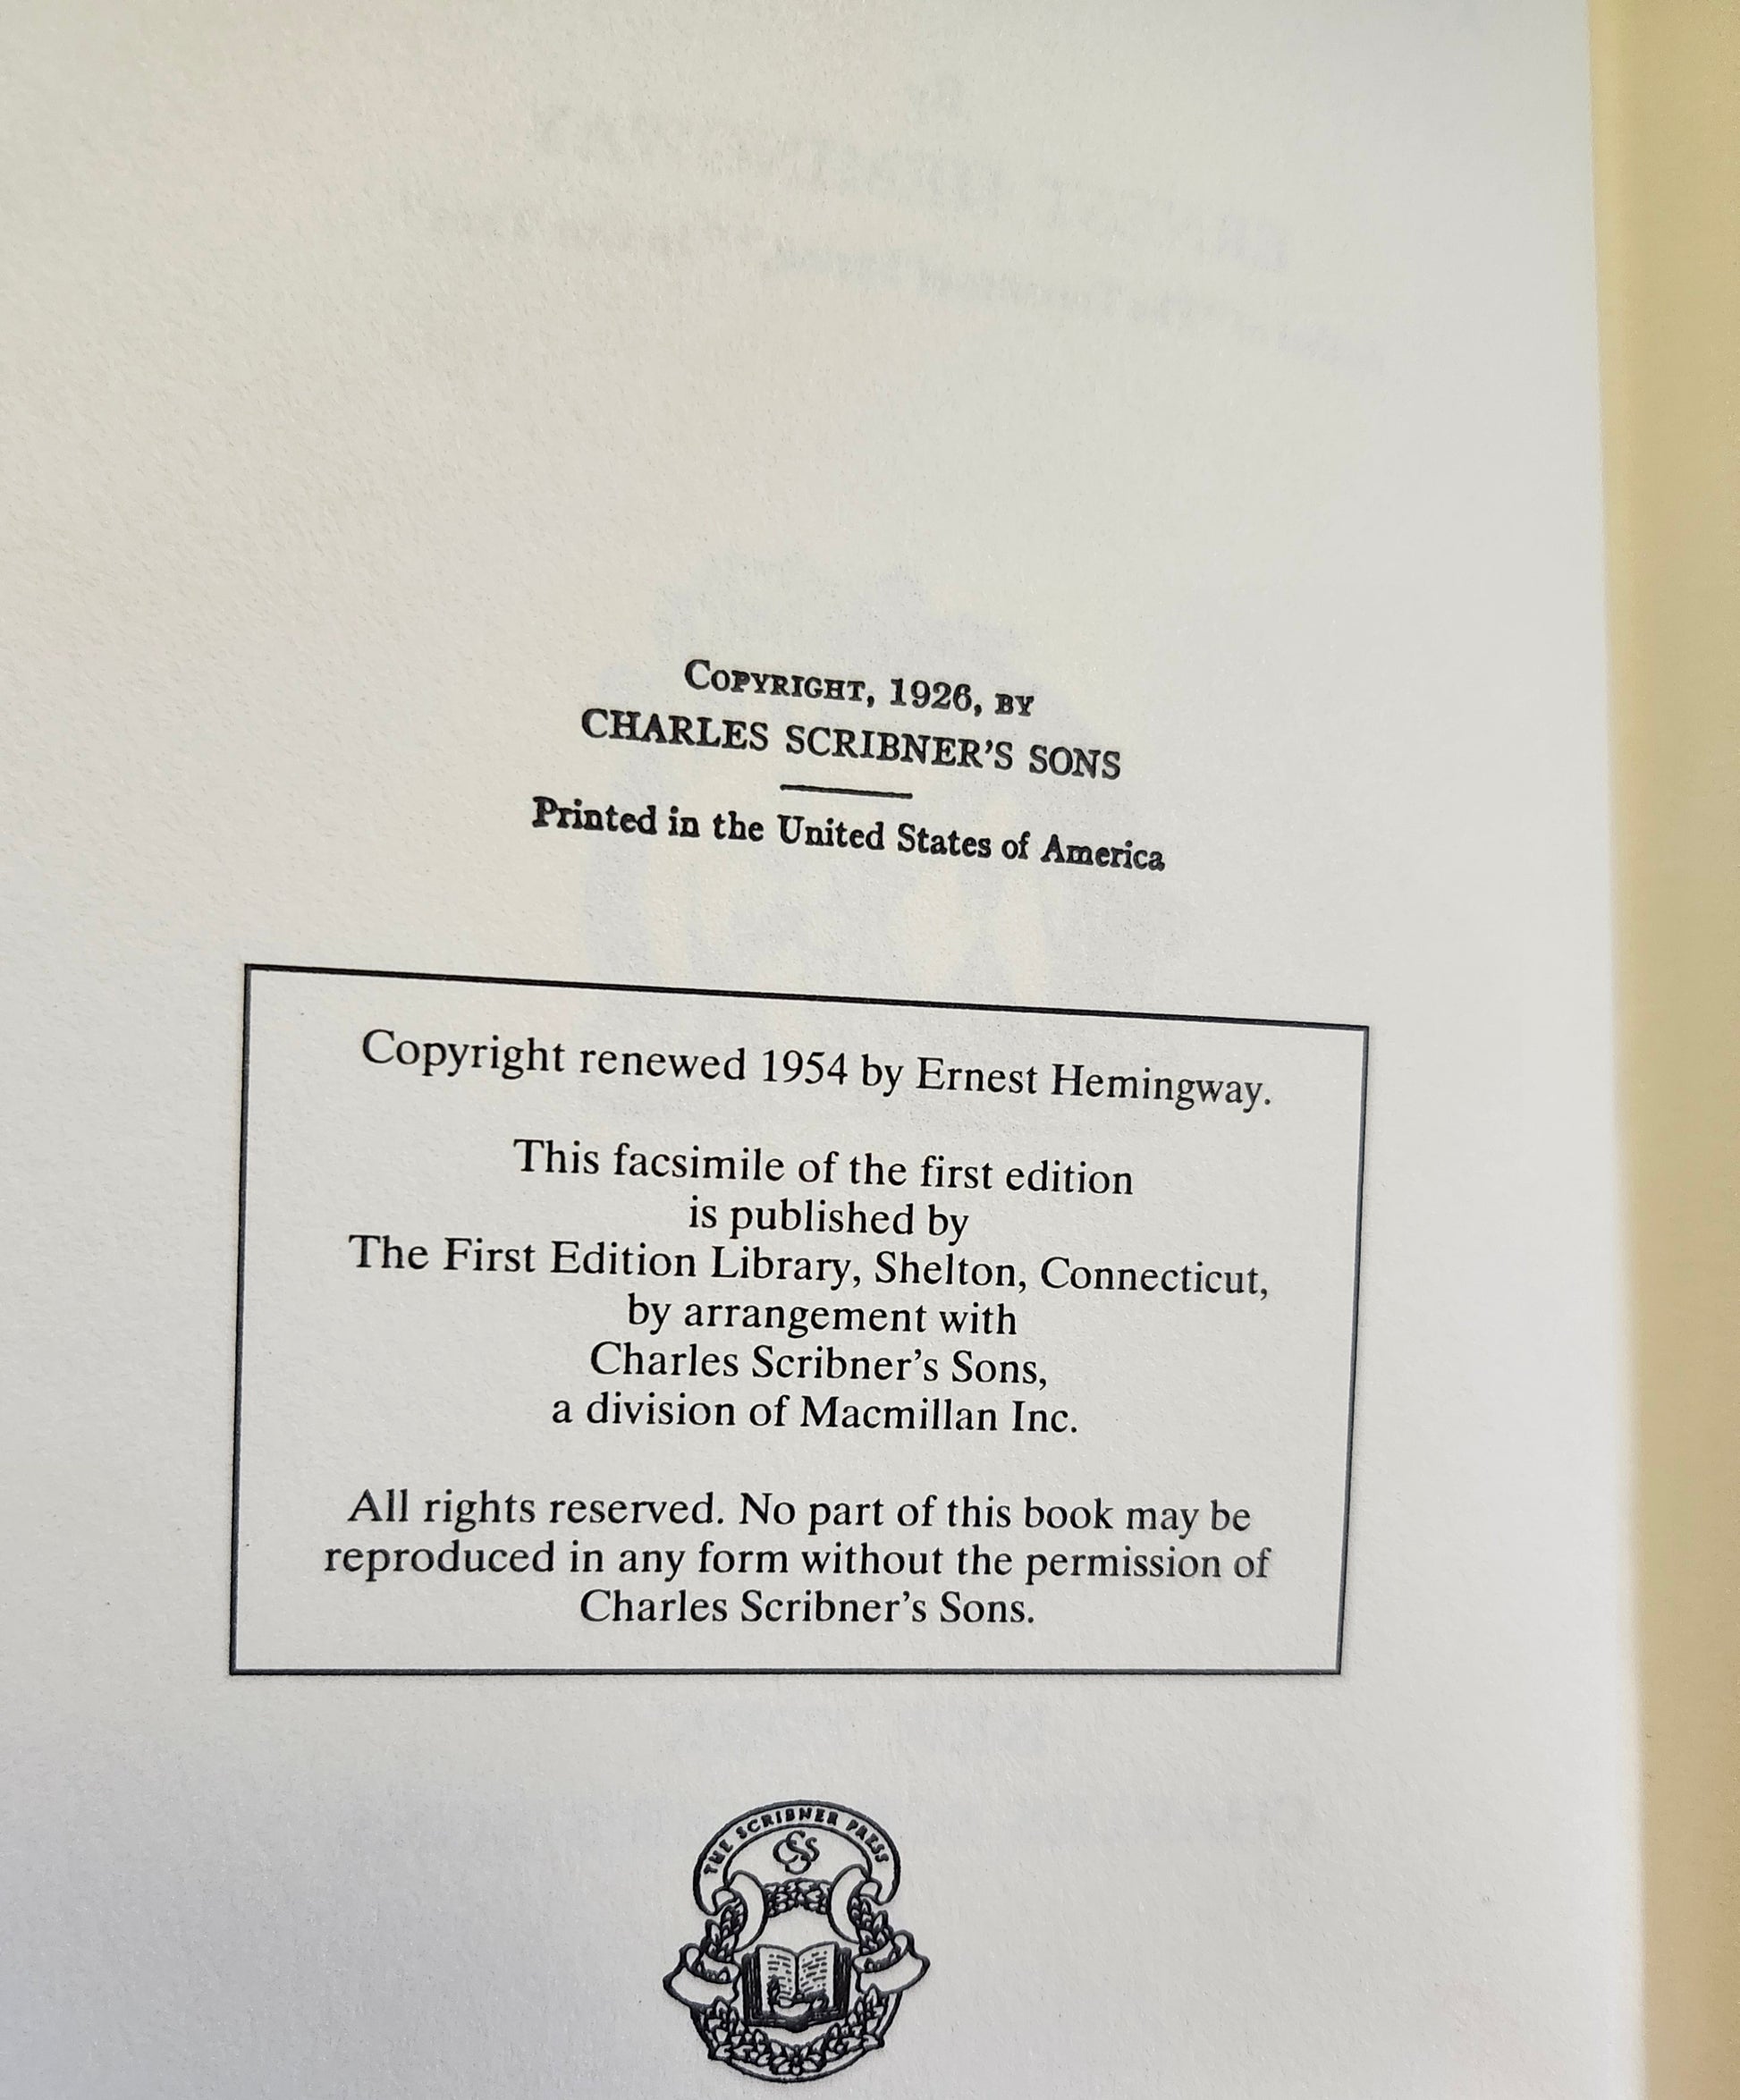 COPYRIGHT, 1926, BY
CHARLES SCRIBNER'S SONS
Printed in the United States of America
Copyright renewed 1954 by Ernest Hemingway.
This facsimile of the first edition
is published by
The First Edition Library, Shelton, Connecticut,
by arrangement with
Charles Scribner's Sons,
a division of Macmillan Inc.
All rights reserved. No part of this book may be
reproduced in any form without the permission of
Charles Scribner's Sons.
THE SCRIBNER PRESS
CSS